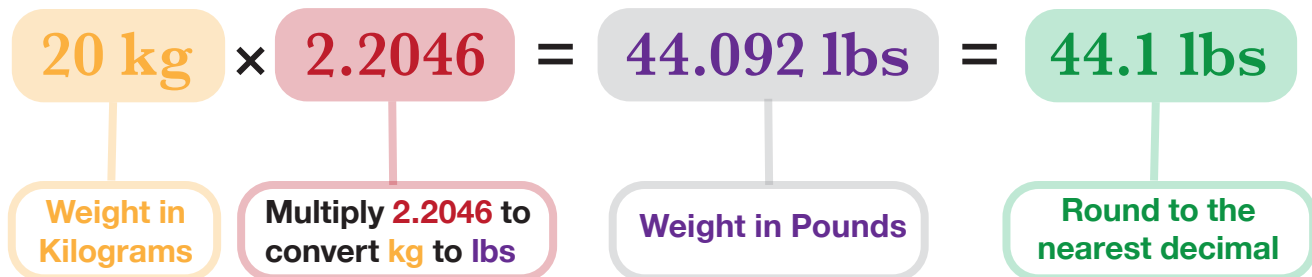 20 kg × 2.2046 = 44.092 lbs = 44.1 lbs
Weight in
Kilograms
Multiply 2.2046 to
convert kg to lbs
Weight in Pounds
Round to the
nearest decimal